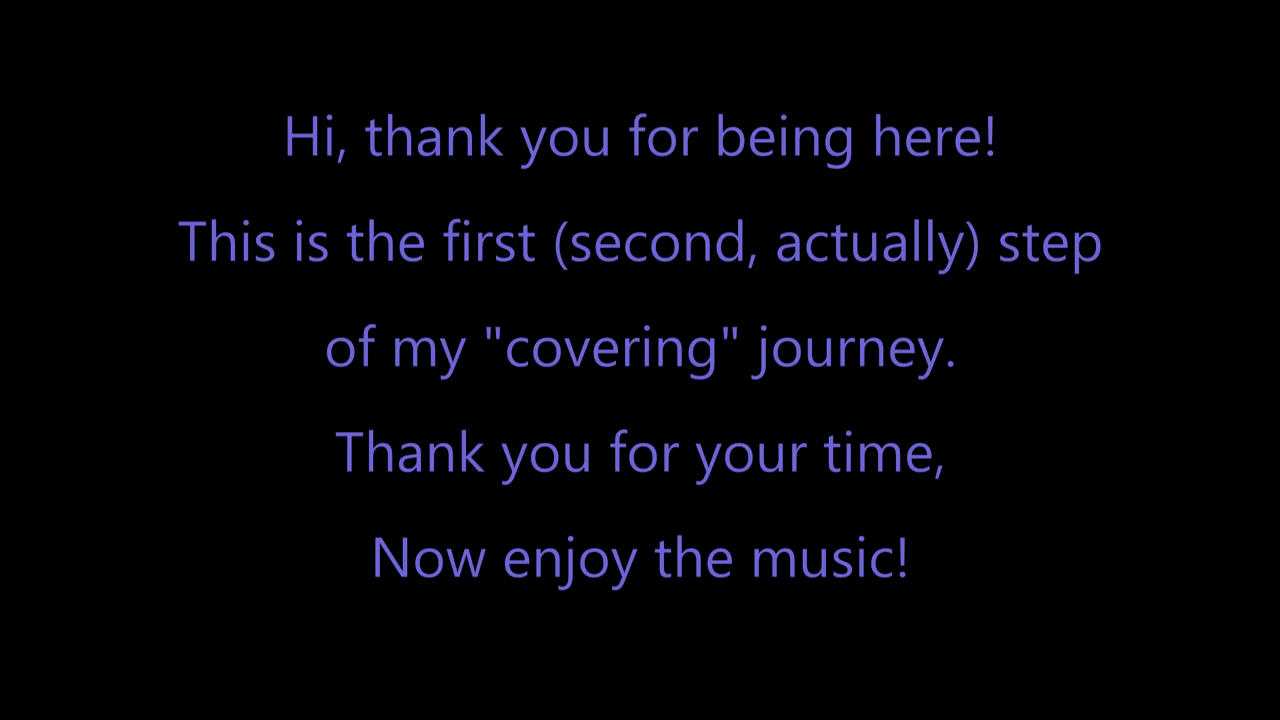 Hi, thank you for being here!
This is the first (second, actually) step
of my "covering" journey.
Thank you for your time,
Now enjoy the music!